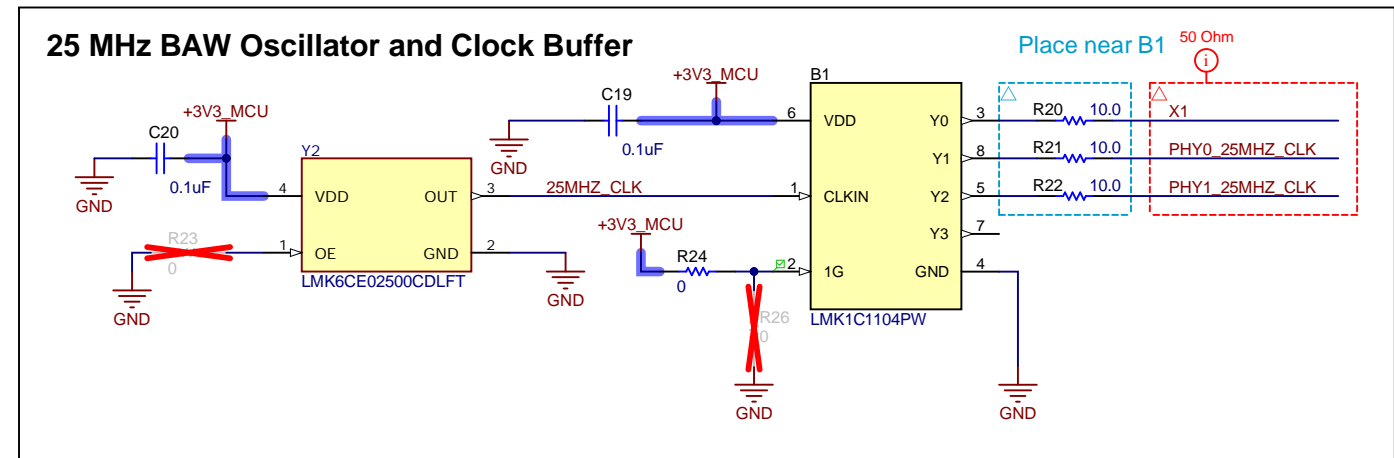 25 MHz BAW Oscillator and Clock Buffer
Place near B1
50 Ohm
i
+3V3_MCU
C20
0.1uF
GND
Y2
4 VDD
OUT 3
1 OE
GND 2
LMK6CE02500CDLFT
R23
0
GND
GND
25MHZ_CLK
+3V3_MCU
C19
0.1uF
GND
B1
6 VDD
Y0 3
Y1 8
1 CLKIN
Y2 5
Y3 7
2 1G
GND 4
LMK1C1104PW
+3V3_MCU
R24
0
R26
0
GND
GND
R20 10.0 X1
R21 10.0 PHY0_25MHZ_CLK
R22 10.0 PHY1_25MHZ_CLK